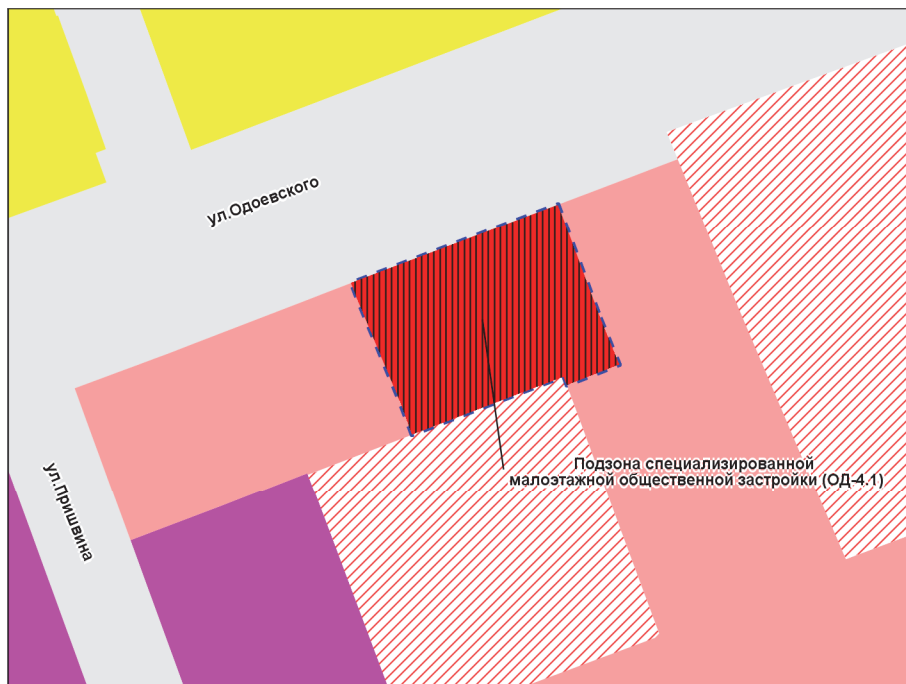 ул.Одоевского
ул.Пришвина
Подзона специализированной
малоэтажной общественной застройки (ОД-4.1)